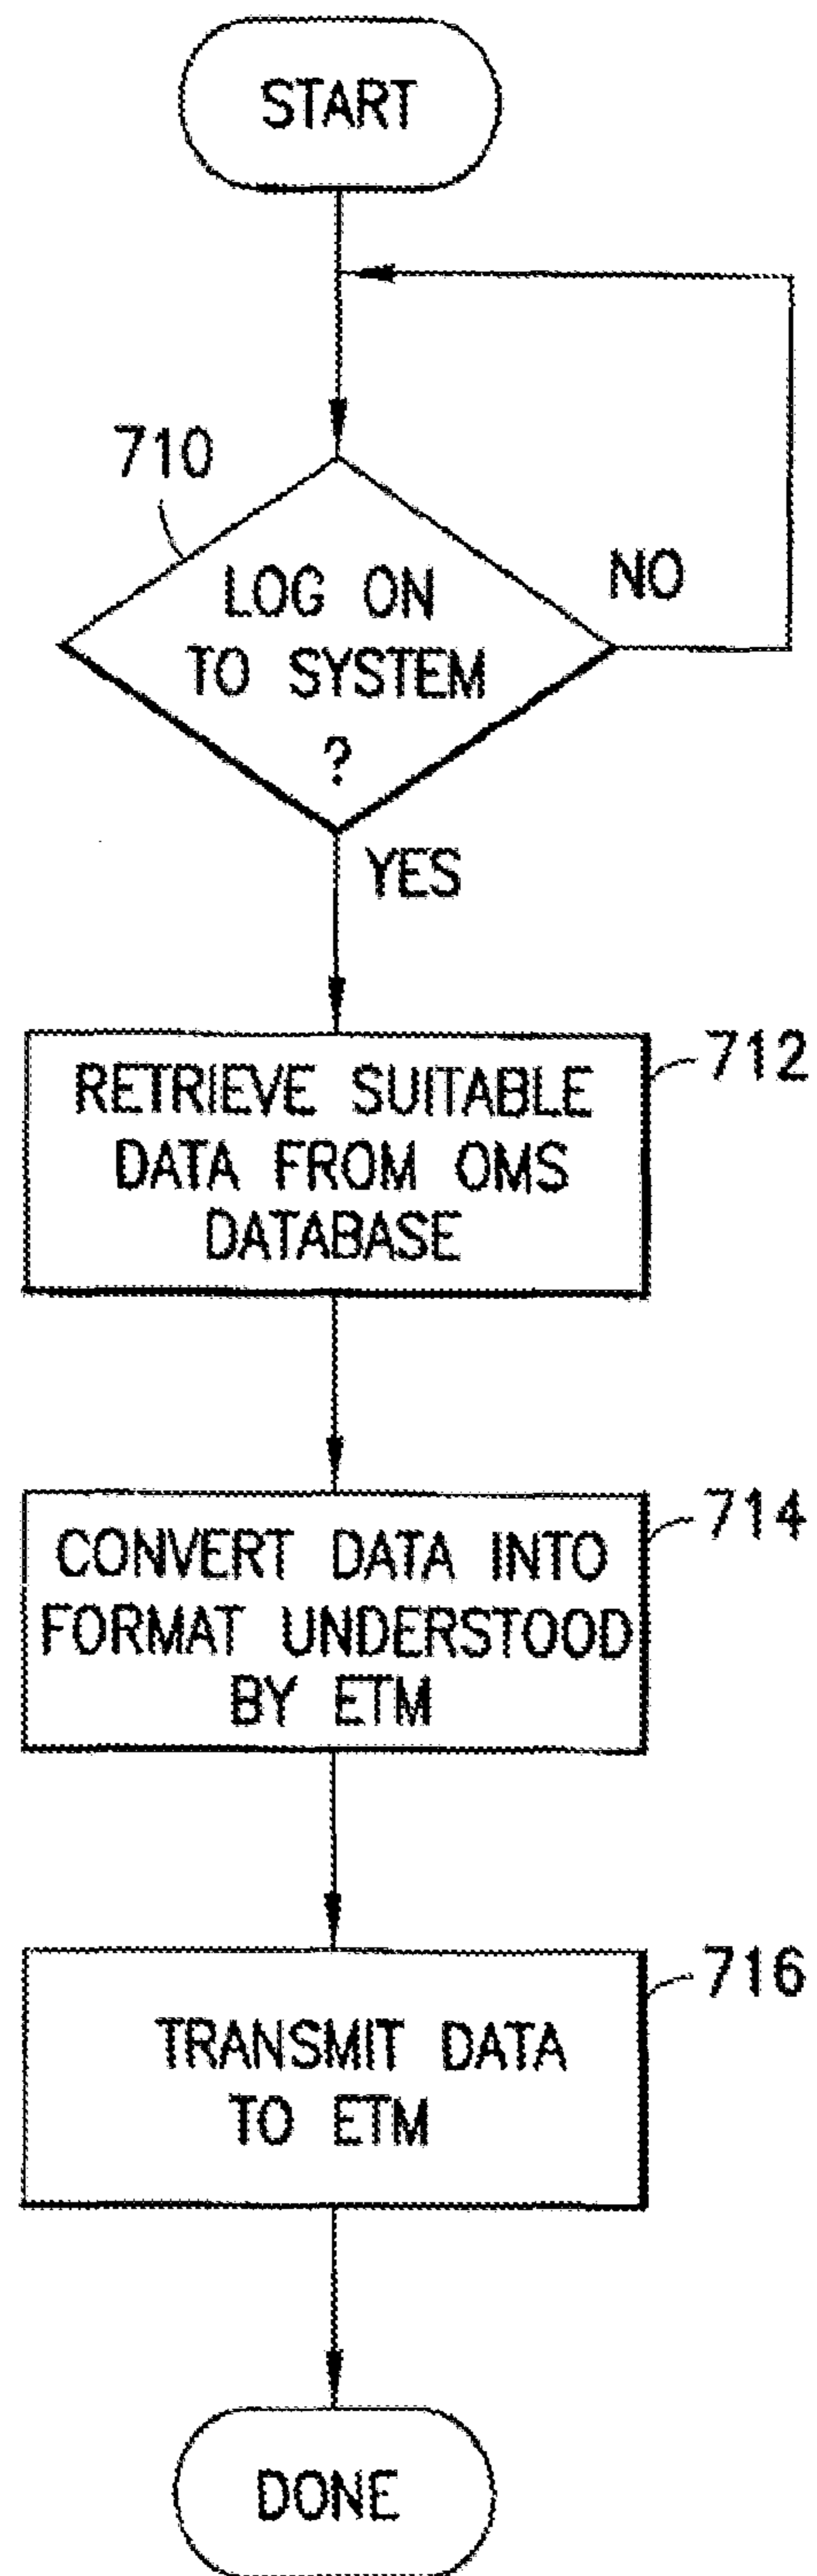 START
710
LOG ON
TO SYSTEM
?
NO
YES
712
RETRIEVE SUITABLE
DATA FROM OMS
DATABASE
714
CONVERT DATA INTO
FORMAT UNDERSTOOD
BY ETM
716
TRANSMIT DATA
TO ETM
DONE